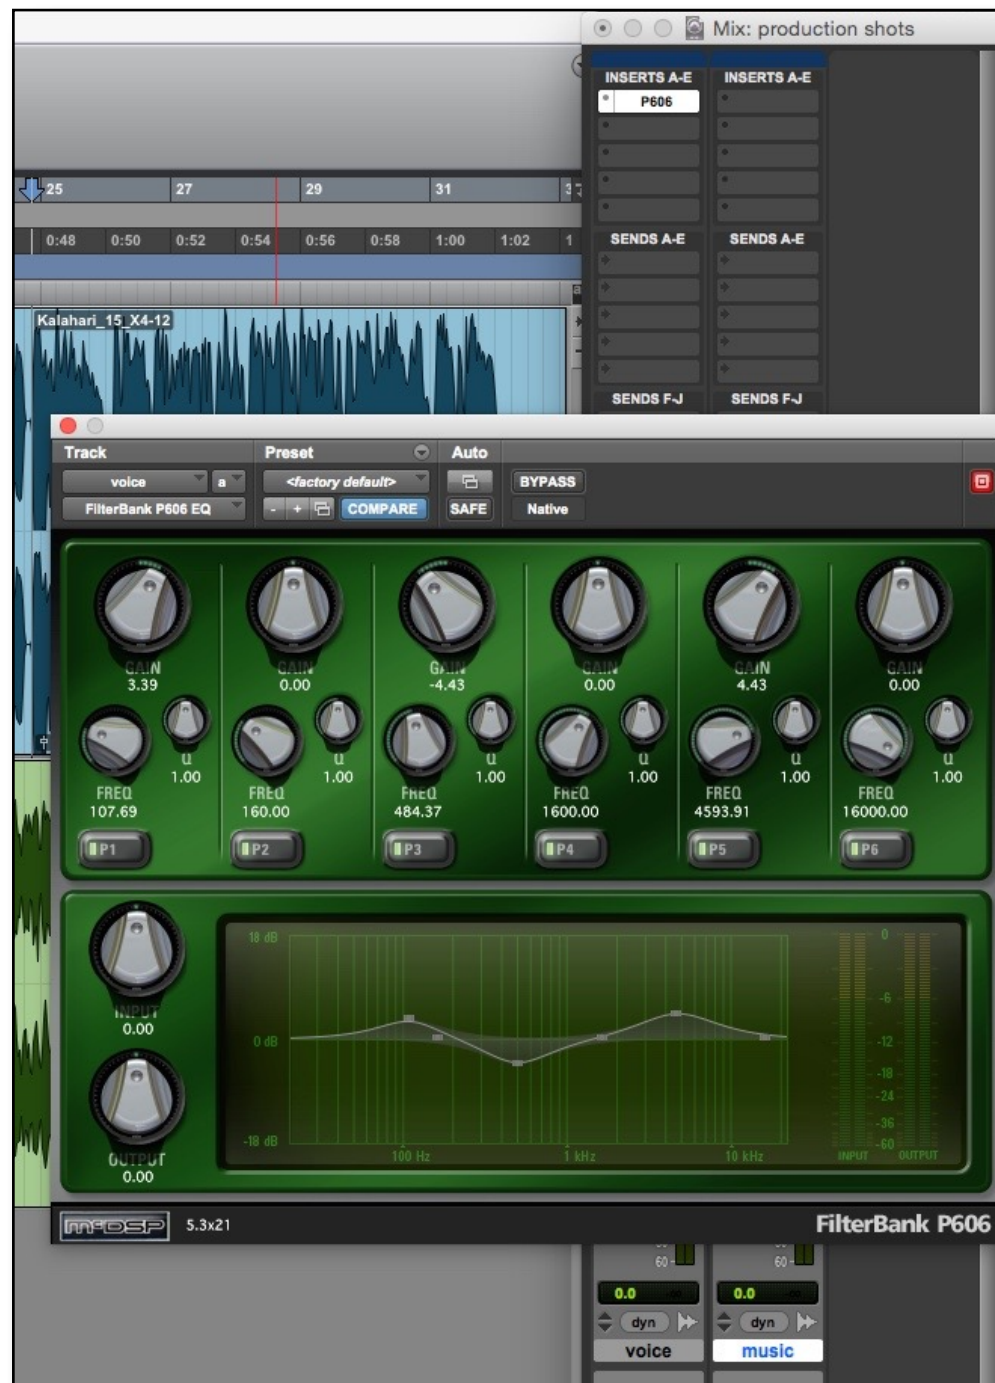 Mix: production shots
INSERTS A-E INSERTS A-E
P606
25 27 29 31
0:48 0:50 0:52 0:54 0:56 0:58 1:00 1:02 1
SENDS A-E SENDS A-E
Kalahari_15_X4-12
SENDS F-J SENDS F-J
Track Preset Auto
voice a <factory default> BYPASS
FilterBank P606 EQ - + COMPARE SAFE Native
GAIN GAIN GAIN GAIN GAIN GAIN
3.39 0.00 -4.43 0.00 4.43 0.00
Q Q Q Q Q Q
1.00 1.00 1.00 1.00 1.00 1.00
FREQ FREQ FREQ FREQ FREQ FREQ
107.69 160.00 484.37 1600.00 4593.91 16000.00
P1 P2 P3 P4 P5 P6
18 dB 0
-6
INPUT
0.00
0 dB -12
-18
-24
-36
-18 dB -60
100 Hz 1 kHz 10 kHz INPUT OUTPUT
OUTPUT
0.00
McDSP 5.3x21 FilterBank P606
60 60
0.0 -∞ 0.0 -∞
dyn dyn
voice music